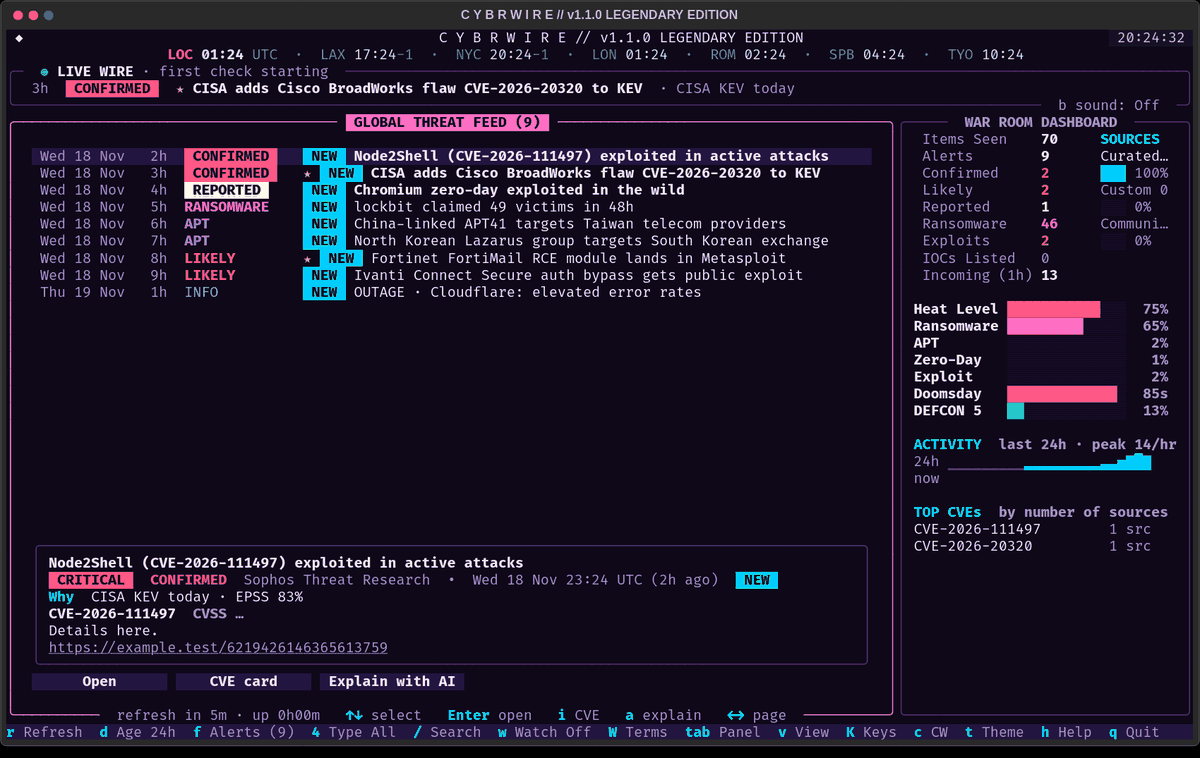 C Y B R W I R E // v1.1.0 LEGENDARY EDITION
◆ C Y B R W I R E // v1.1.0 LEGENDARY EDITION 20:24:32
LOC 01:24 UTC · LAX 17:24-1 · NYC 20:24-1 · LON 01:24 · ROM 02:24 · SPB 04:24 · TYO 10:24
LIVE WIRE · first check starting
3h CONFIRMED ★ CISA adds Cisco BroadWorks flaw CVE-2026-20320 to KEV · CISA KEV today
b sound: Off
GLOBAL THREAT FEED (9)
Wed 18 Nov 2h CONFIRMED NEW Node2Shell (CVE-2026-111497) exploited in active attacks
Wed 18 Nov 3h CONFIRMED ★ NEW CISA adds Cisco BroadWorks flaw CVE-2026-20320 to KEV
Wed 18 Nov 4h REPORTED NEW Chromium zero-day exploited in the wild
Wed 18 Nov 5h RANSOMWARE NEW lockbit claimed 49 victims in 48h
Wed 18 Nov 6h APT NEW China-linked APT41 targets Taiwan telecom providers
Wed 18 Nov 7h APT NEW North Korean Lazarus group targets South Korean exchange
Wed 18 Nov 8h LIKELY ★ NEW Fortinet FortiMail RCE module lands in Metasploit
Wed 18 Nov 9h LIKELY NEW Ivanti Connect Secure auth bypass gets public exploit
Thu 19 Nov 1h INFO NEW OUTAGE · Cloudflare: elevated error rates
Node2Shell (CVE-2026-111497) exploited in active attacks
CRITICAL CONFIRMED Sophos Threat Research • Wed 18 Nov 23:24 UTC (2h ago) NEW
Why CISA KEV today · EPSS 83%
CVE-2026-111497 CVSS …
Details here.
https://example.test/6219426146365613759
Open CVE card Explain with AI
refresh in 5m · up 0h00m ↑↓ select Enter open i CVE a explain ↔ page
WAR ROOM DASHBOARD
Items Seen 70 SOURCES
Alerts 9 Curated…
Confirmed 2 100%
Likely 2 Custom 0
Reported 1 0%
Ransomware 46 Communi…
Exploits 2 0%
IOCs Listed 0
Incoming (1h) 13
Heat Level 75%
Ransomware 65%
APT 2%
Zero-Day 1%
Exploit 2%
Doomsday 85s
DEFCON 5 13%
ACTIVITY last 24h · peak 14/hr
24h
now
TOP CVEs by number of sources
CVE-2026-111497 1 src
CVE-2026-20320 1 src
r Refresh d Age 24h f Alerts (9) 4 Type All / Search w Watch Off W Terms tab Panel v View K Keys c CW t Theme h Help q Quit